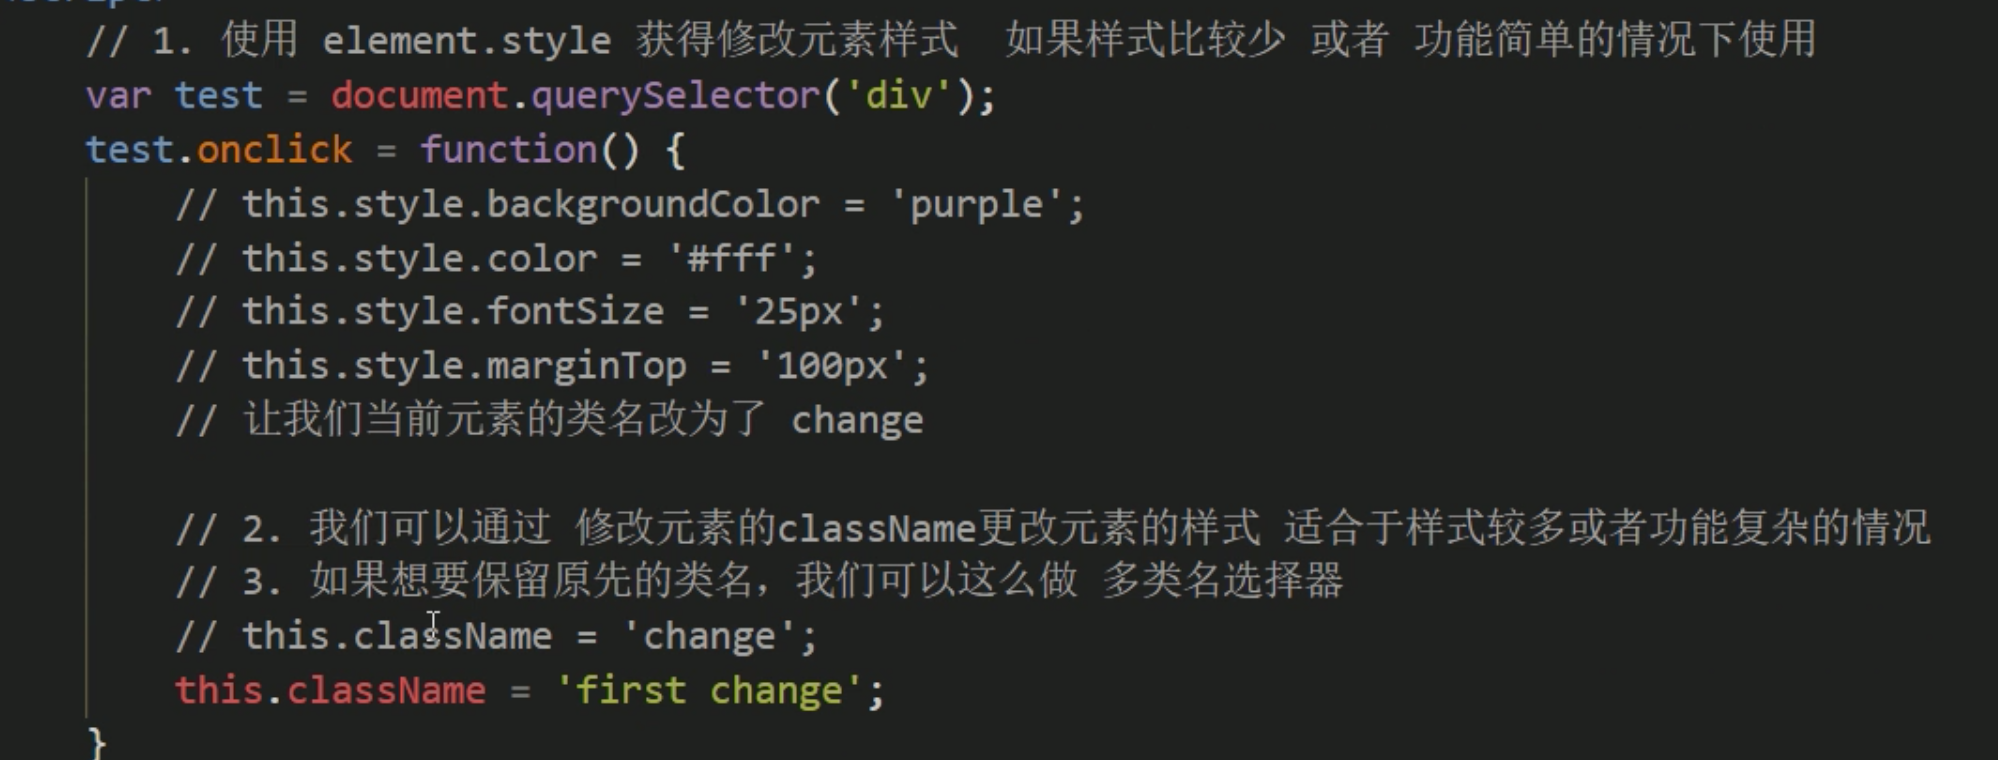 // 1. 使用 element.style 获得修改元素样式  如果样式比较少 或者 功能简单的情况下使用
var test = document.querySelector('div');
test.onclick = function() {
// this.style.backgroundColor = 'purple';
// this.style.color = '#fff';
// this.style.fontSize = '25px';
// this.style.marginTop = '100px';
// 让我们当前元素的类名改为了 change
// 2. 我们可以通过 修改元素的className更改元素的样式 适合于样式较多或者功能复杂的情况
// 3. 如果想要保留原先的类名，我们可以这么做 多类名选择器
// this.className = 'change';
this.className = 'first change';
}